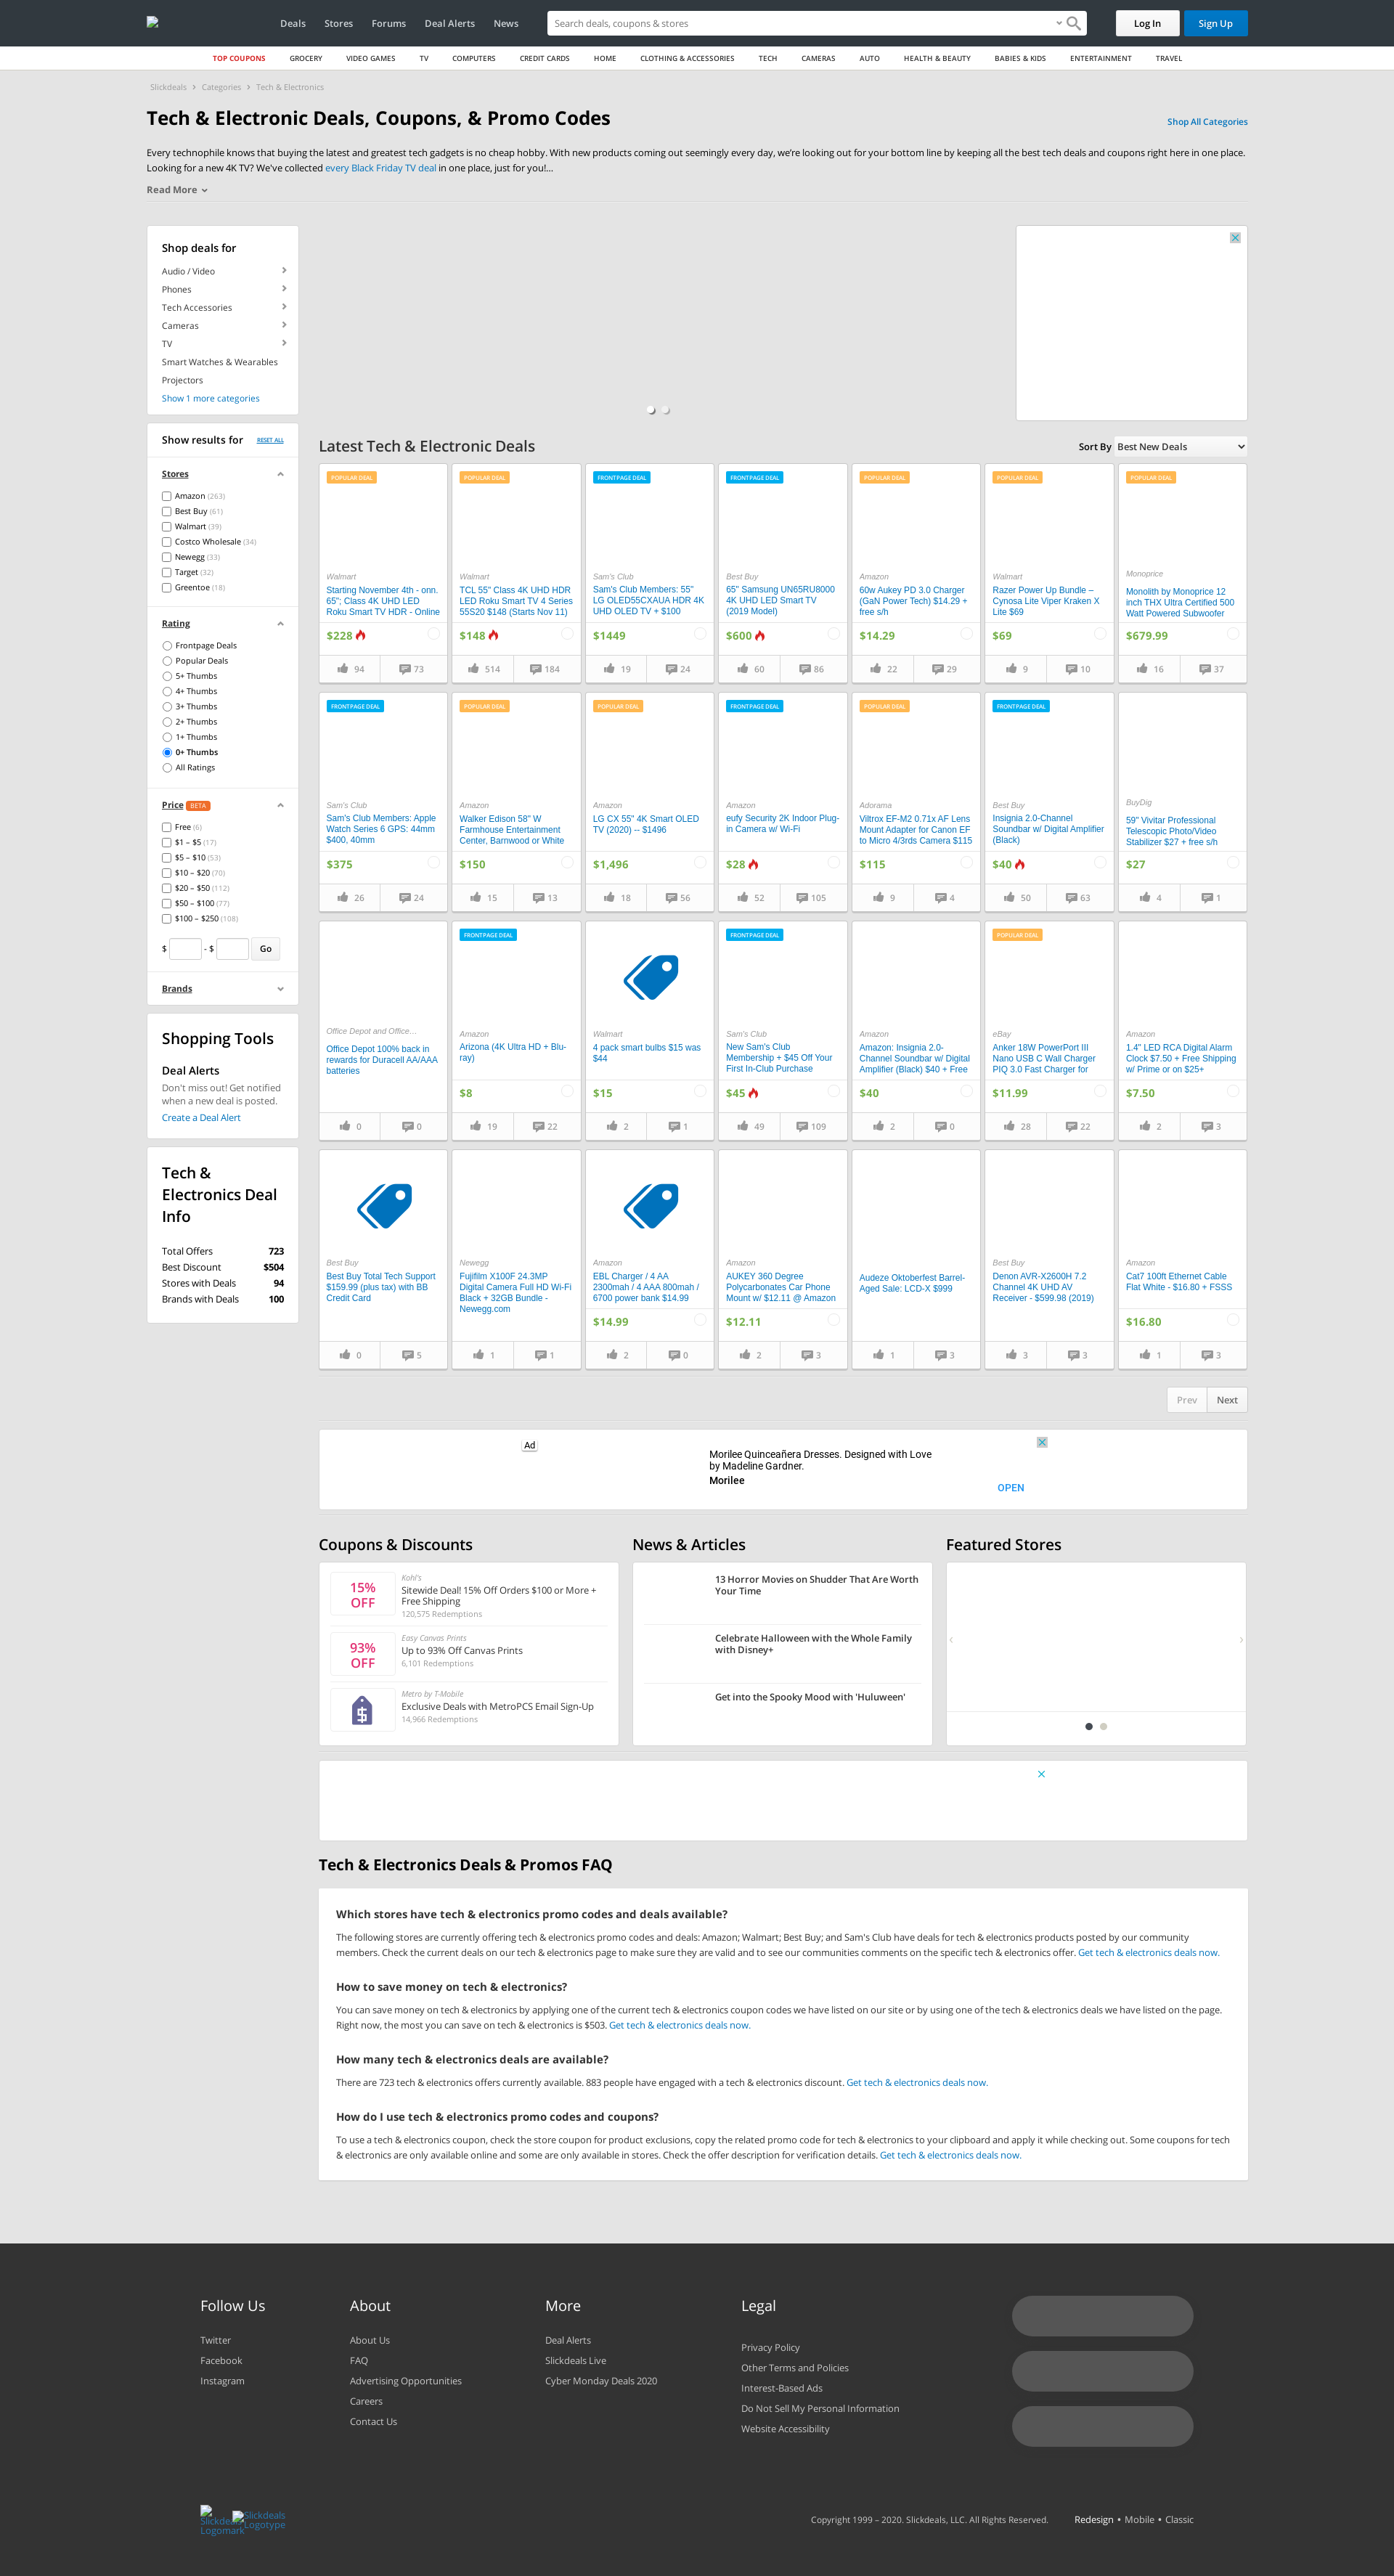 Deals Stores Forums Deal Alerts News
Search deals, coupons & stores
Log In Sign Up
TOP COUPONS GROCERY VIDEO GAMES TV COMPUTERS CREDIT CARDS HOME CLOTHING & ACCESSORIES TECH CAMERAS AUTO HEALTH & BEAUTY BABIES & KIDS ENTERTAINMENT TRAVEL
Slickdeals › Categories › Tech & Electronics
Tech & Electronic Deals, Coupons, & Promo Codes
Shop All Categories
Every technophile knows that buying the latest and greatest tech gadgets is no cheap hobby. With new products coming out seemingly every day, we're looking out for your bottom line by keeping all the best tech deals and coupons right here in one place.
Looking for a new 4K TV? We've collected every Black Friday TV deal in one place, just for you!...
Read More
Shop deals for
Audio / Video
Phones
Tech Accessories
Cameras
TV
Smart Watches & Wearables
Projectors
Show 1 more categories
Show results for RESET ALL
Stores
Amazon (263)
Best Buy (61)
Walmart (39)
Costco Wholesale (34)
Newegg (33)
Target (32)
Greentoe (18)
Rating
Frontpage Deals
Popular Deals
5+ Thumbs
4+ Thumbs
3+ Thumbs
2+ Thumbs
1+ Thumbs
0+ Thumbs
All Ratings
Price BETA
Free (6)
$1 – $5 (17)
$5 – $10 (53)
$10 – $20 (70)
$20 – $50 (112)
$50 – $100 (77)
$100 – $250 (108)
$ - $ Go
Brands
Shopping Tools
Deal Alerts
Don't miss out! Get notified
when a new deal is posted.
Create a Deal Alert
Tech &
Electronics Deal
Info
Total Offers 723
Best Discount $504
Stores with Deals 94
Brands with Deals 100
Latest Tech & Electronic Deals
Sort By Best New Deals
POPULAR DEAL
Walmart
Starting November 4th - onn.
65"; Class 4K UHD LED
Roku Smart TV HDR - Online
$228
94 73
POPULAR DEAL
Walmart
TCL 55" Class 4K UHD HDR
LED Roku Smart TV 4 Series
55S20 $148 (Starts Nov 11)
$148
514 184
FRONTPAGE DEAL
Sam's Club
Sam's Club Members: 55"
LG OLED55CXAUA HDR 4K
UHD OLED TV + $100
$1449
19 24
FRONTPAGE DEAL
Best Buy
65" Samsung UN65RU8000
4K UHD LED Smart TV
(2019 Model)
$600
60 86
POPULAR DEAL
Amazon
60w Aukey PD 3.0 Charger
(GaN Power Tech) $14.29 +
free s/h
$14.29
22 29
POPULAR DEAL
Walmart
Razer Power Up Bundle –
Cynosa Lite Viper Kraken X
Lite $69
$69
9 10
POPULAR DEAL
Monoprice
Monolith by Monoprice 12
inch THX Ultra Certified 500
Watt Powered Subwoofer
$679.99
16 37
FRONTPAGE DEAL
Sam's Club
Sam's Club Members: Apple
Watch Series 6 GPS: 44mm
$400, 40mm
$375
26 24
POPULAR DEAL
Amazon
Walker Edison 58" W
Farmhouse Entertainment
Center, Barnwood or White
$150
15 13
POPULAR DEAL
Amazon
LG CX 55" 4K Smart OLED
TV (2020) -- $1496
$1,496
18 56
FRONTPAGE DEAL
Amazon
eufy Security 2K Indoor Plug-
in Camera w/ Wi-Fi
$28
52 105
POPULAR DEAL
Adorama
Viltrox EF-M2 0.71x AF Lens
Mount Adapter for Canon EF
to Micro 4/3rds Camera $115
$115
9 4
FRONTPAGE DEAL
Best Buy
Insignia 2.0-Channel
Soundbar w/ Digital Amplifier
(Black)
$40
50 63
BuyDig
59" Vivitar Professional
Telescopic Photo/Video
Stabilizer $27 + free s/h
$27
4 1
Office Depot and Office...
Office Depot 100% back in
rewards for Duracell AA/AAA
batteries
0 0
FRONTPAGE DEAL
Amazon
Arizona (4K Ultra HD + Blu-
ray)
$8
19 22
Walmart
4 pack smart bulbs $15 was
$44
$15
2 1
FRONTPAGE DEAL
Sam's Club
New Sam's Club
Membership + $45 Off Your
First In-Club Purchase
$45
49 109
Amazon
Amazon: Insignia 2.0-
Channel Soundbar w/ Digital
Amplifier (Black) $40 + Free
$40
2 0
POPULAR DEAL
eBay
Anker 18W PowerPort III
Nano USB C Wall Charger
PIQ 3.0 Fast Charger for
$11.99
28 22
Amazon
1.4" LED RCA Digital Alarm
Clock $7.50 + Free Shipping
w/ Prime or on $25+
$7.50
2 3
Best Buy
Best Buy Total Tech Support
$159.99 (plus tax) with BB
Credit Card
0 5
Newegg
Fujifilm X100F 24.3MP
Digital Camera Full HD Wi-Fi
Black + 32GB Bundle -
Newegg.com
1 1
Amazon
EBL Charger / 4 AA
2300mah / 4 AAA 800mah /
6700 power bank $14.99
$14.99
2 0
Amazon
AUKEY 360 Degree
Polycarbonates Car Phone
Mount w/ $12.11 @ Amazon
$12.11
2 3
Audeze Oktoberfest Barrel-
Aged Sale: LCD-X $999
1 3
Best Buy
Denon AVR-X2600H 7.2
Channel 4K UHD AV
Receiver - $599.98 (2019)
3 3
Amazon
Cat7 100ft Ethernet Cable
Flat White - $16.80 + FSSS
$16.80
1 3
Prev Next
Ad
Morilee Quinceañera Dresses. Designed with Love
by Madeline Gardner.
Morilee
OPEN
Coupons & Discounts
15%
OFF
Kohl's
Sitewide Deal! 15% Off Orders $100 or More +
Free Shipping
120,575 Redemptions
93%
OFF
Easy Canvas Prints
Up to 93% Off Canvas Prints
6,101 Redemptions
Metro by T-Mobile
Exclusive Deals with MetroPCS Email Sign-Up
14,966 Redemptions
News & Articles
13 Horror Movies on Shudder That Are Worth
Your Time
Celebrate Halloween with the Whole Family
with Disney+
Get into the Spooky Mood with 'Huluween'
Featured Stores
Tech & Electronics Deals & Promos FAQ
Which stores have tech & electronics promo codes and deals available?
The following stores are currently offering tech & electronics promo codes and deals: Amazon; Walmart; Best Buy; and Sam's Club have deals for tech & electronics products posted by our community
members. Check the current deals on our tech & electronics page to make sure they are valid and to see our communities comments on the specific tech & electronics offer. Get tech & electronics deals now.
How to save money on tech & electronics?
You can save money on tech & electronics by applying one of the current tech & electronics coupon codes we have listed on our site or by using one of the tech & electronics deals we have listed on the page.
Right now, the most you can save on tech & electronics is $503. Get tech & electronics deals now.
How many tech & electronics deals are available?
There are 723 tech & electronics offers currently available. 883 people have engaged with a tech & electronics discount. Get tech & electronics deals now.
How do I use tech & electronics promo codes and coupons?
To use a tech & electronics coupon, check the store coupon for product exclusions, copy the related promo code for tech & electronics to your clipboard and apply it while checking out. Some coupons for tech
& electronics are only available online and some are only available in stores. Check the offer description for verification details. Get tech & electronics deals now.
Follow Us
Twitter
Facebook
Instagram
About
About Us
FAQ
Advertising Opportunities
Careers
Contact Us
More
Deal Alerts
Slickdeals Live
Cyber Monday Deals 2020
Legal
Privacy Policy
Other Terms and Policies
Interest-Based Ads
Do Not Sell My Personal Information
Website Accessibility
Slickdeals
Logomark
Slickdeals
Logotype
Copyright 1999 – 2020. Slickdeals, LLC. All Rights Reserved.
Redesign • Mobile • Classic